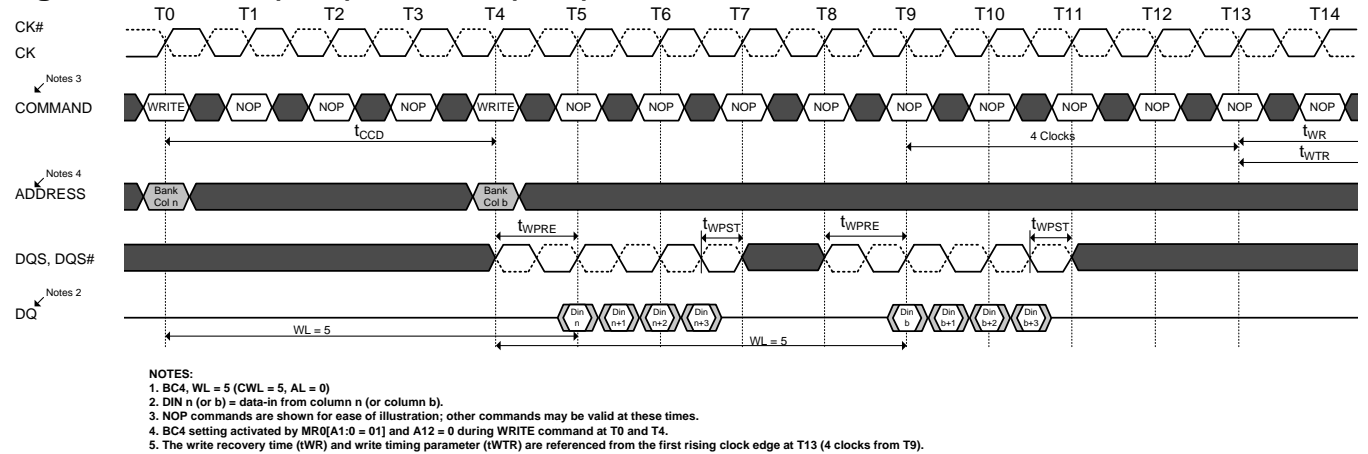 T0 T1 T2 T3 T4 T5 T6 T7 T8 T9 T10 T11 T12 T13 T14
CK#
CK
Notes 3
COMMAND
WRITE NOP NOP NOP WRITE NOP NOP NOP NOP NOP NOP NOP NOP NOP NOP
tCCD
4 Clocks
tWR
tWTR
Notes 4
ADDRESS
Bank Bank
Col n Col b
tWPRE tWPST tWPRE tWPST
DQS, DQS#
Notes 2
DQ
Din Din Din Din Din Din Din Din
n n+1 n+2 n+3 b b+1 b+2 b+3
WL = 5
WL = 5
NOTES:
1. BC4, WL = 5 (CWL = 5, AL = 0)
2. DIN n (or b) = data-in from column n (or column b).
3. NOP commands are shown for ease of illustration; other commands may be valid at these times.
4. BC4 setting activated by MR0[A1:0 = 01] and A12 = 0 during WRITE command at T0 and T4.
5. The write recovery time (tWR) and write timing parameter (tWTR) are referenced from the first rising clock edge at T13 (4 clocks from T9).